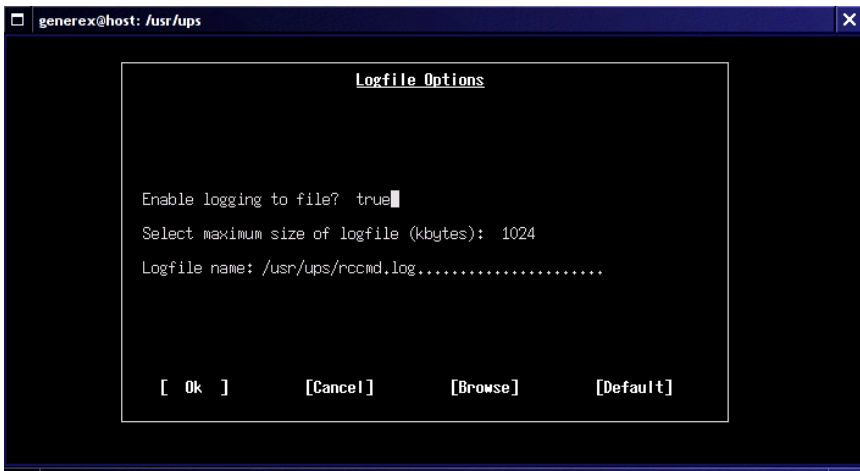 generex@host: /usr/ups
Logfile Options
Enable logging to file? true
Select maximum size of logfile (kbytes): 1024
Logfile name: /usr/ups/rccmd.log......................
[ Ok ] [Cancel] [Browse] [Default]